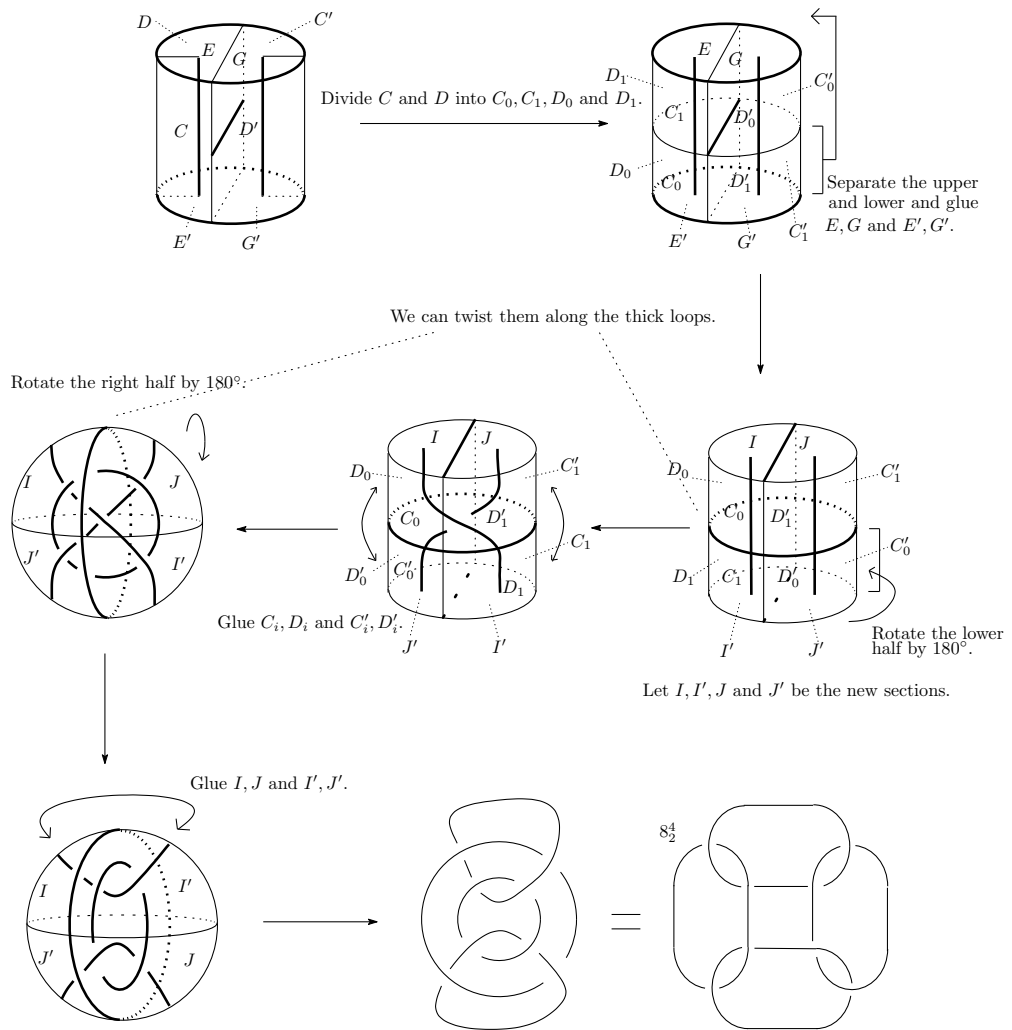 D
C′
E
G
C
D′
E′
G′
Divide C and D into C₀, C₁, D₀ and D₁.
E
G
D₁
C′₀
C₁
D′₀
D₀
C₀
D′₁
E′
G′
C′₁
Separate the upper
and lower and glue
E, G and E′, G′.
We can twist them along the thick loops.
Rotate the right half by 180°.
I
J
J′
I′
I
J
D₀
C′₁
C₀
D′₁
C₁
D′₀
C′₀
D₁
J′
I′
Glue Cᵢ, Dᵢ and C′ᵢ, D′ᵢ.
I
J
D₀
C′₁
C₀
D′₁
C′₀
D₁
C₁
D′₀
I′
J′
Rotate the lower
half by 180°.
Let I, I′, J and J′ be the new sections.
Glue I, J and I′, J′.
I
I′
J′
J
=
8⁴₂